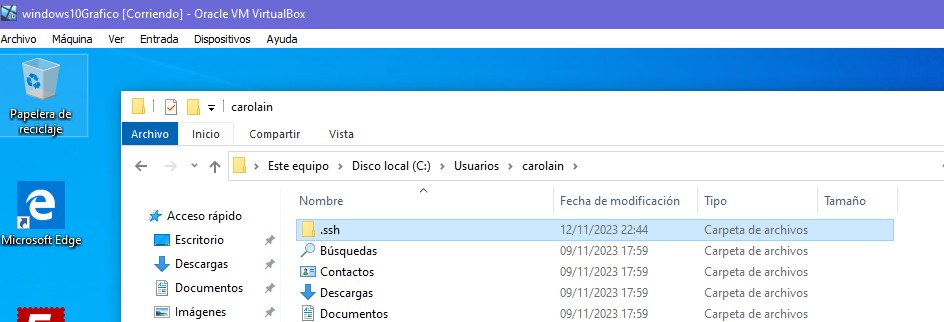 windows10Grafico [Corriendo] - Oracle VM VirtualBox
Archivo Máquina Ver Entrada Dispositivos Ayuda
Papelera de
reciclaje
Microsoft Edge
carolain
Archivo Inicio Compartir Vista
Este equipo > Disco local (C:) > Usuarios > carolain >
Nombre Fecha de modificación Tipo Tamaño
Acceso rápido
Escritorio
Descargas
Documentos
Imágenes
.ssh 12/11/2023 22:44 Carpeta de archivos
Búsquedas 09/11/2023 17:59 Carpeta de archivos
Contactos 09/11/2023 17:59 Carpeta de archivos
Descargas 09/11/2023 17:59 Carpeta de archivos
Documentos 09/11/2023 17:59 Carpeta de archivos